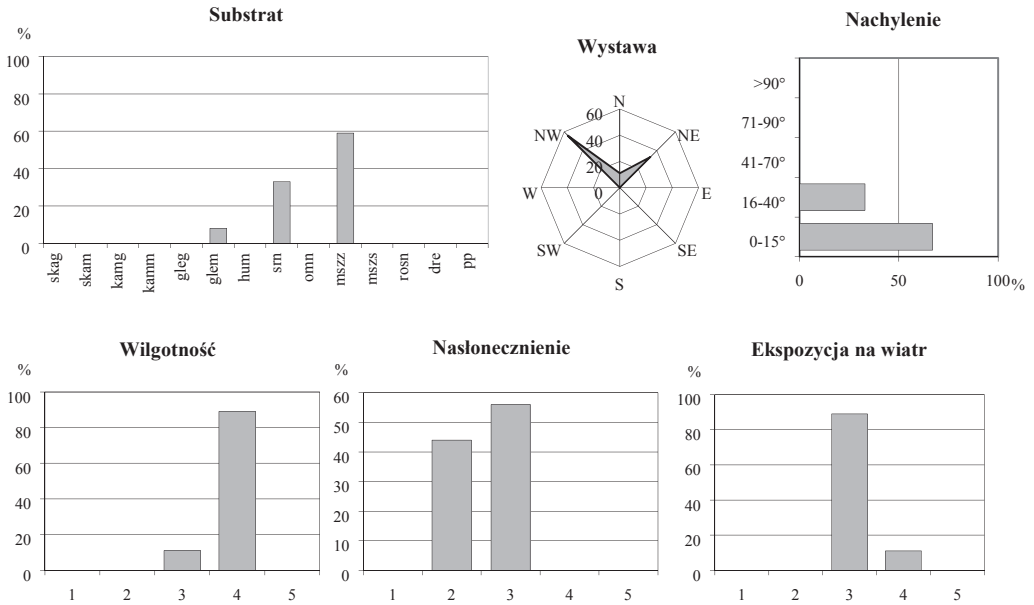 Substrat
%
100
80
60
40
20
0
skag
skam
kamg
kamm
gleg
glem
hum
srn
omn
mszz
mszs
rosn
dre
pp
Wystawa
N
NE
E
SE
S
SW
W
NW
60
40
20
0
Nachylenie
>90°
71-90°
41-70°
16-40°
0-15°
0 50 100%
Wilgotność
%
100
80
60
40
20
0
1 2 3 4 5
Nasłonecznienie
%
60
50
40
30
20
10
0
1 2 3 4 5
Ekspozycja na wiatr
%
100
80
60
40
20
0
1 2 3 4 5